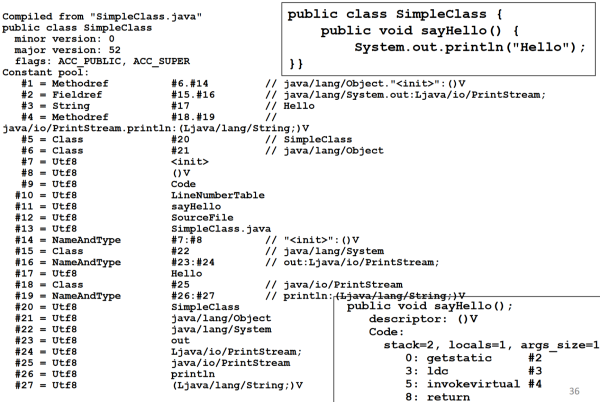 Compiled from "SimpleClass.java"
public class SimpleClass
  minor version: 0
  major version: 52
  flags: ACC_PUBLIC, ACC_SUPER
Constant pool:
   #1 = Methodref          #6.#14         // java/lang/Object."<init>":()V
   #2 = Fieldref           #15.#16        // java/lang/System.out:Ljava/io/PrintStream;
   #3 = String             #17            // Hello
   #4 = Methodref          #18.#19        //
java/io/PrintStream.println:(Ljava/lang/String;)V
   #5 = Class              #20            // SimpleClass
   #6 = Class              #21            // java/lang/Object
   #7 = Utf8               <init>
   #8 = Utf8               ()V
   #9 = Utf8               Code
  #10 = Utf8               LineNumberTable
  #11 = Utf8               sayHello
  #12 = Utf8               SourceFile
  #13 = Utf8               SimpleClass.java
  #14 = NameAndType        #7:#8          // "<init>":()V
  #15 = Class              #22            // java/lang/System
  #16 = NameAndType        #23:#24        // out:Ljava/io/PrintStream;
  #17 = Utf8               Hello
  #18 = Class              #25            // java/io/PrintStream
  #19 = NameAndType        #26:#27        // println:(Ljava/lang/String;)V
  #20 = Utf8               SimpleClass
  #21 = Utf8               java/lang/Object
  #22 = Utf8               java/lang/System
  #23 = Utf8               out
  #24 = Utf8               Ljava/io/PrintStream;
  #25 = Utf8               java/io/PrintStream
  #26 = Utf8               println
  #27 = Utf8               (Ljava/lang/String;)V
public class SimpleClass {
    public void sayHello() {
        System.out.println("Hello");
}}
public void sayHello();
  descriptor: ()V
  Code:
    stack=2, locals=1, args_size=1
       0: getstatic     #2
       3: ldc           #3
       5: invokevirtual #4
       8: return
36